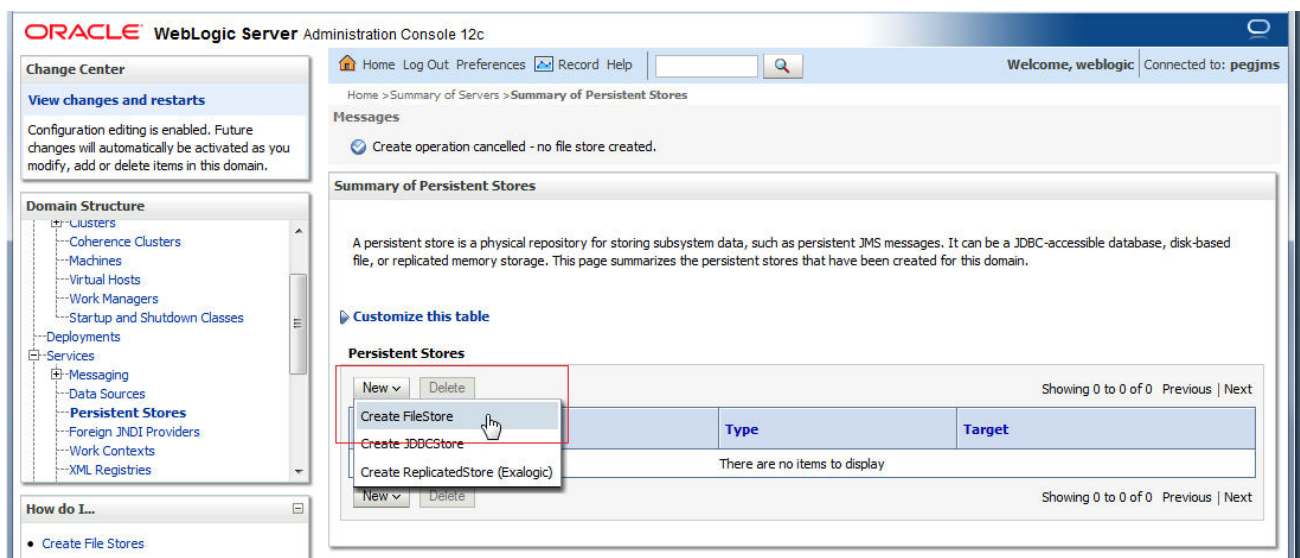 ORACLE WebLogic Server Administration Console 12c
Change Center
View changes and restarts
Configuration editing is enabled. Future
changes will automatically be activated as you
modify, add or delete items in this domain.
Domain Structure
Clusters
Coherence Clusters
Machines
Virtual Hosts
Work Managers
Startup and Shutdown Classes
Deployments
Services
Messaging
Data Sources
Persistent Stores
Foreign JNDI Providers
Work Contexts
XML Registries
How do I...
Create File Stores
Home Log Out Preferences Record Help
Welcome, weblogic Connected to: pegjms
Home >Summary of Servers >Summary of Persistent Stores
Messages
Create operation cancelled - no file store created.
Summary of Persistent Stores
A persistent store is a physical repository for storing subsystem data, such as persistent JMS messages. It can be a JDBC-accessible database, disk-based
file, or replicated memory storage. This page summarizes the persistent stores that have been created for this domain.
Customize this table
Persistent Stores
New Delete
Showing 0 to 0 of 0 Previous | Next
Create FileStore
Create JDBCStore
Create ReplicatedStore (Exalogic)
Type Target
There are no items to display
New Delete
Showing 0 to 0 of 0 Previous | Next